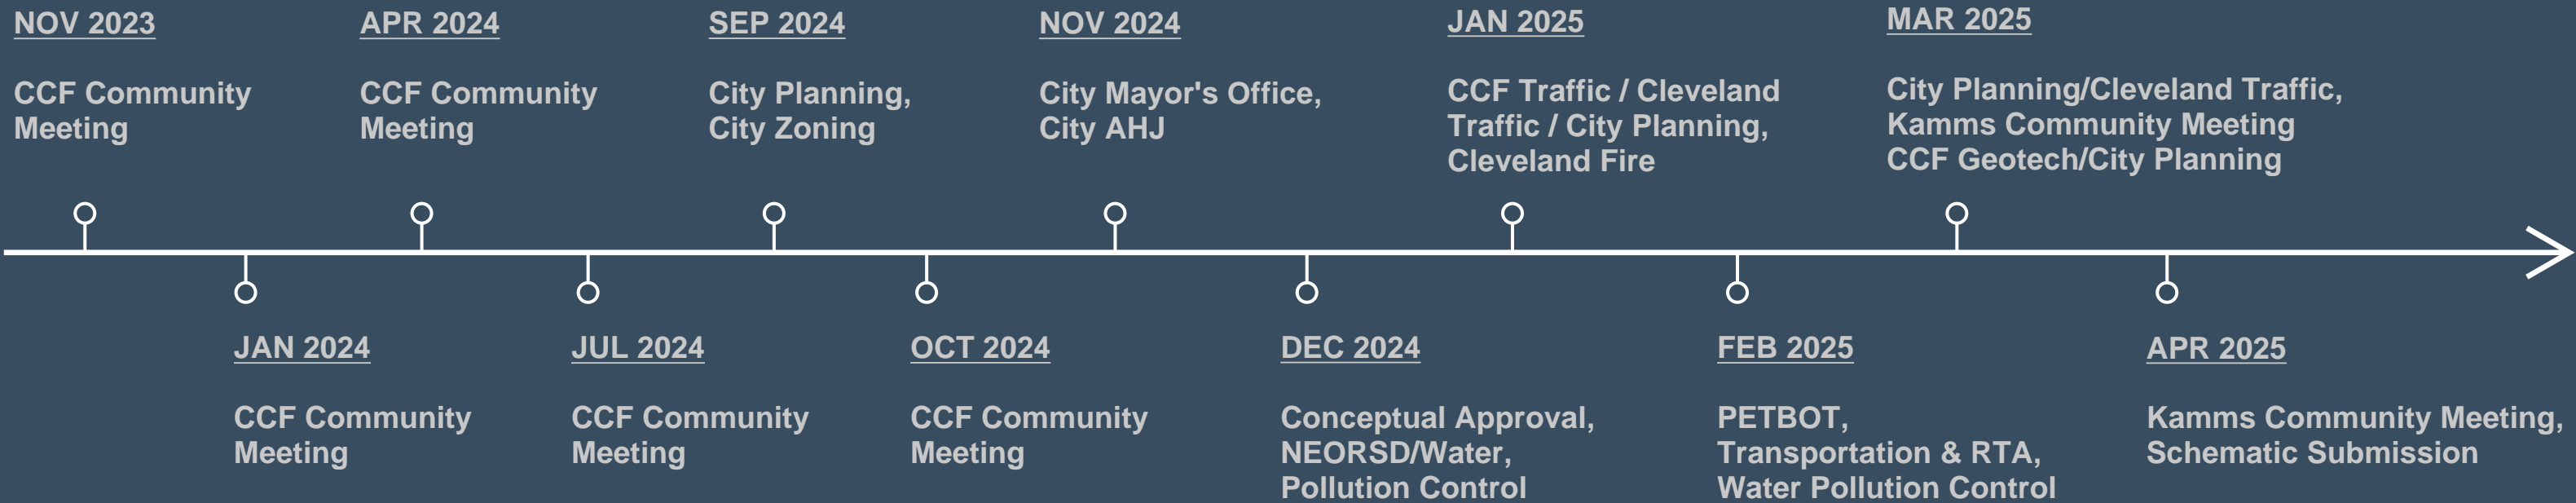 NOV 2023
CCF Community
Meeting
JAN 2024
CCF Community
Meeting
APR 2024
CCF Community
Meeting
JUL 2024
CCF Community
Meeting
SEP 2024
City Planning,
City Zoning
OCT 2024
CCF Community
Meeting
NOV 2024
City Mayor's Office,
City AHJ
DEC 2024
Conceptual Approval,
NEORSD/Water,
Pollution Control
JAN 2025
CCF Traffic / Cleveland
Traffic / City Planning,
Cleveland Fire
FEB 2025
PETBOT,
Transportation & RTA,
Water Pollution Control
MAR 2025
City Planning/Cleveland Traffic,
Kamms Community Meeting
CCF Geotech/City Planning
APR 2025
Kamms Community Meeting,
Schematic Submission